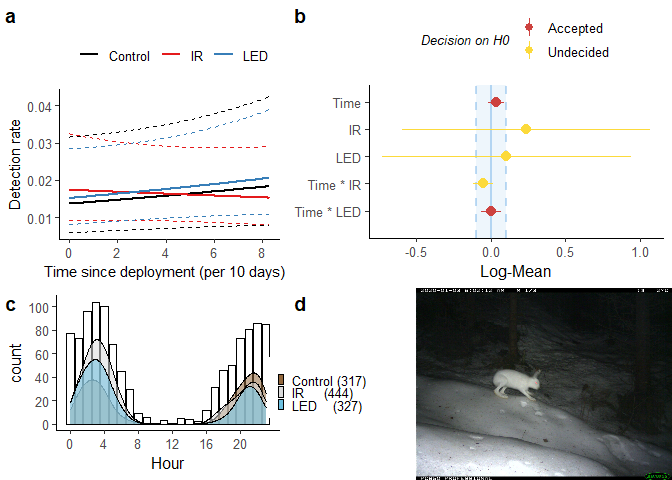 a
Control IR LED
Detection rate
0.04
0.03
0.02
0.01
0 2 4 6 8
Time since deployment (per 10 days)
b
Decision on H0
Accepted
Undecided
Time
IR
LED
Time * IR
Time * LED
-0.5 0.0 0.5 1.0
Log-Mean
c
count
100
80
60
40
20
0
0 4 8 12 16 20
Hour
Control (317)
IR (444)
LED (327)
d